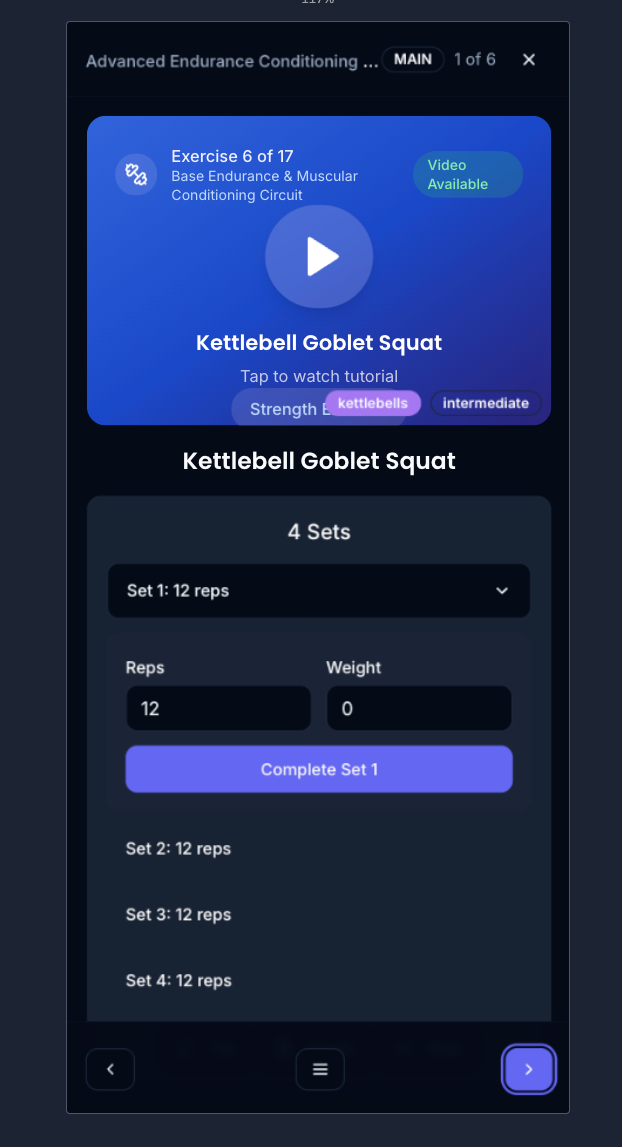 Advanced Endurance Conditioning ... MAIN 1 of 6
Exercise 6 of 17
Base Endurance & Muscular
Conditioning Circuit
Video
Available
Kettlebell Goblet Squat
Tap to watch tutorial
Strength kettlebells intermediate
Kettlebell Goblet Squat
4 Sets
Set 1: 12 reps
Reps Weight
12 0
Complete Set 1
Set 2: 12 reps
Set 3: 12 reps
Set 4: 12 reps